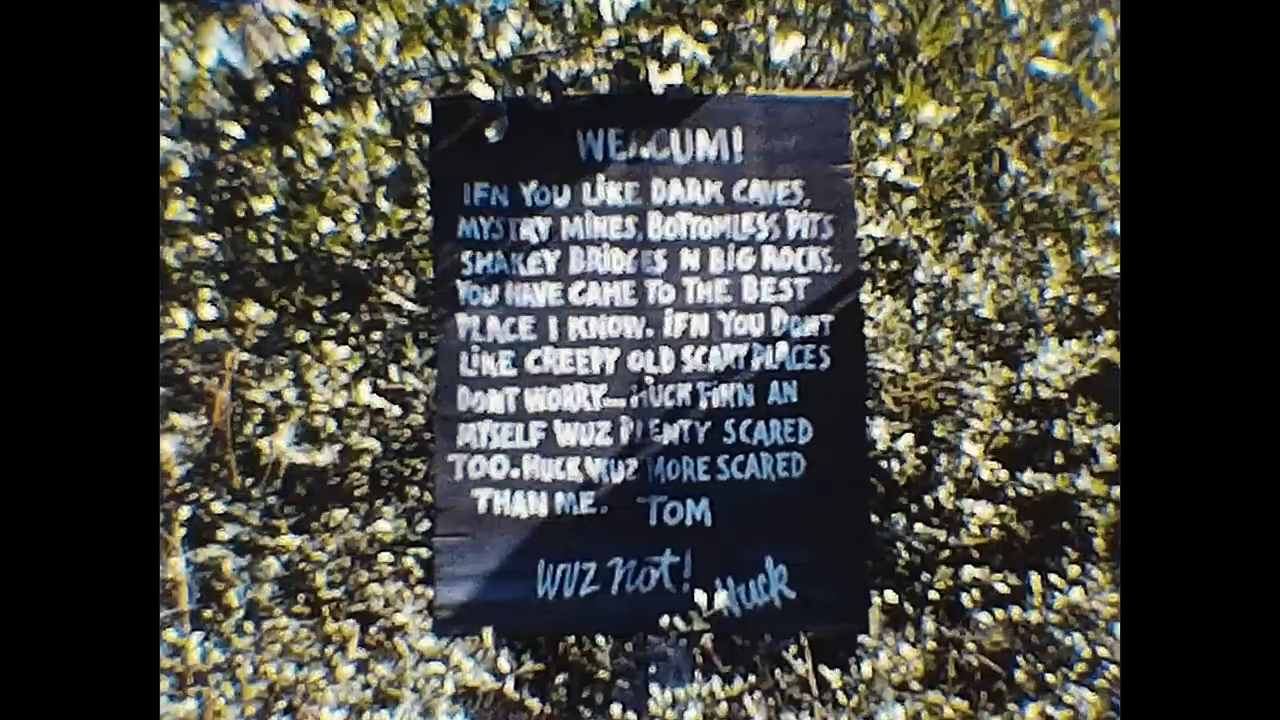 WELCUM!
IFN YOU LIKE DARK CAVES,
MYSTRY MINES, BOTTOMLESS PITS
SHAKEY BRIDGES N BIG ROCKS,
YOU HAVE CAME TO THE BEST
PLACE I KNOW. IFN YOU DONT
LIKE CREEPY OLD SCARY PLACES
DONT WORRY—HUCK FINN AN
MYSELF WUZ PLENTY SCARED
TOO. HUCK WUZ MORE SCARED
THAN ME. TOM
WUZ not! Huck